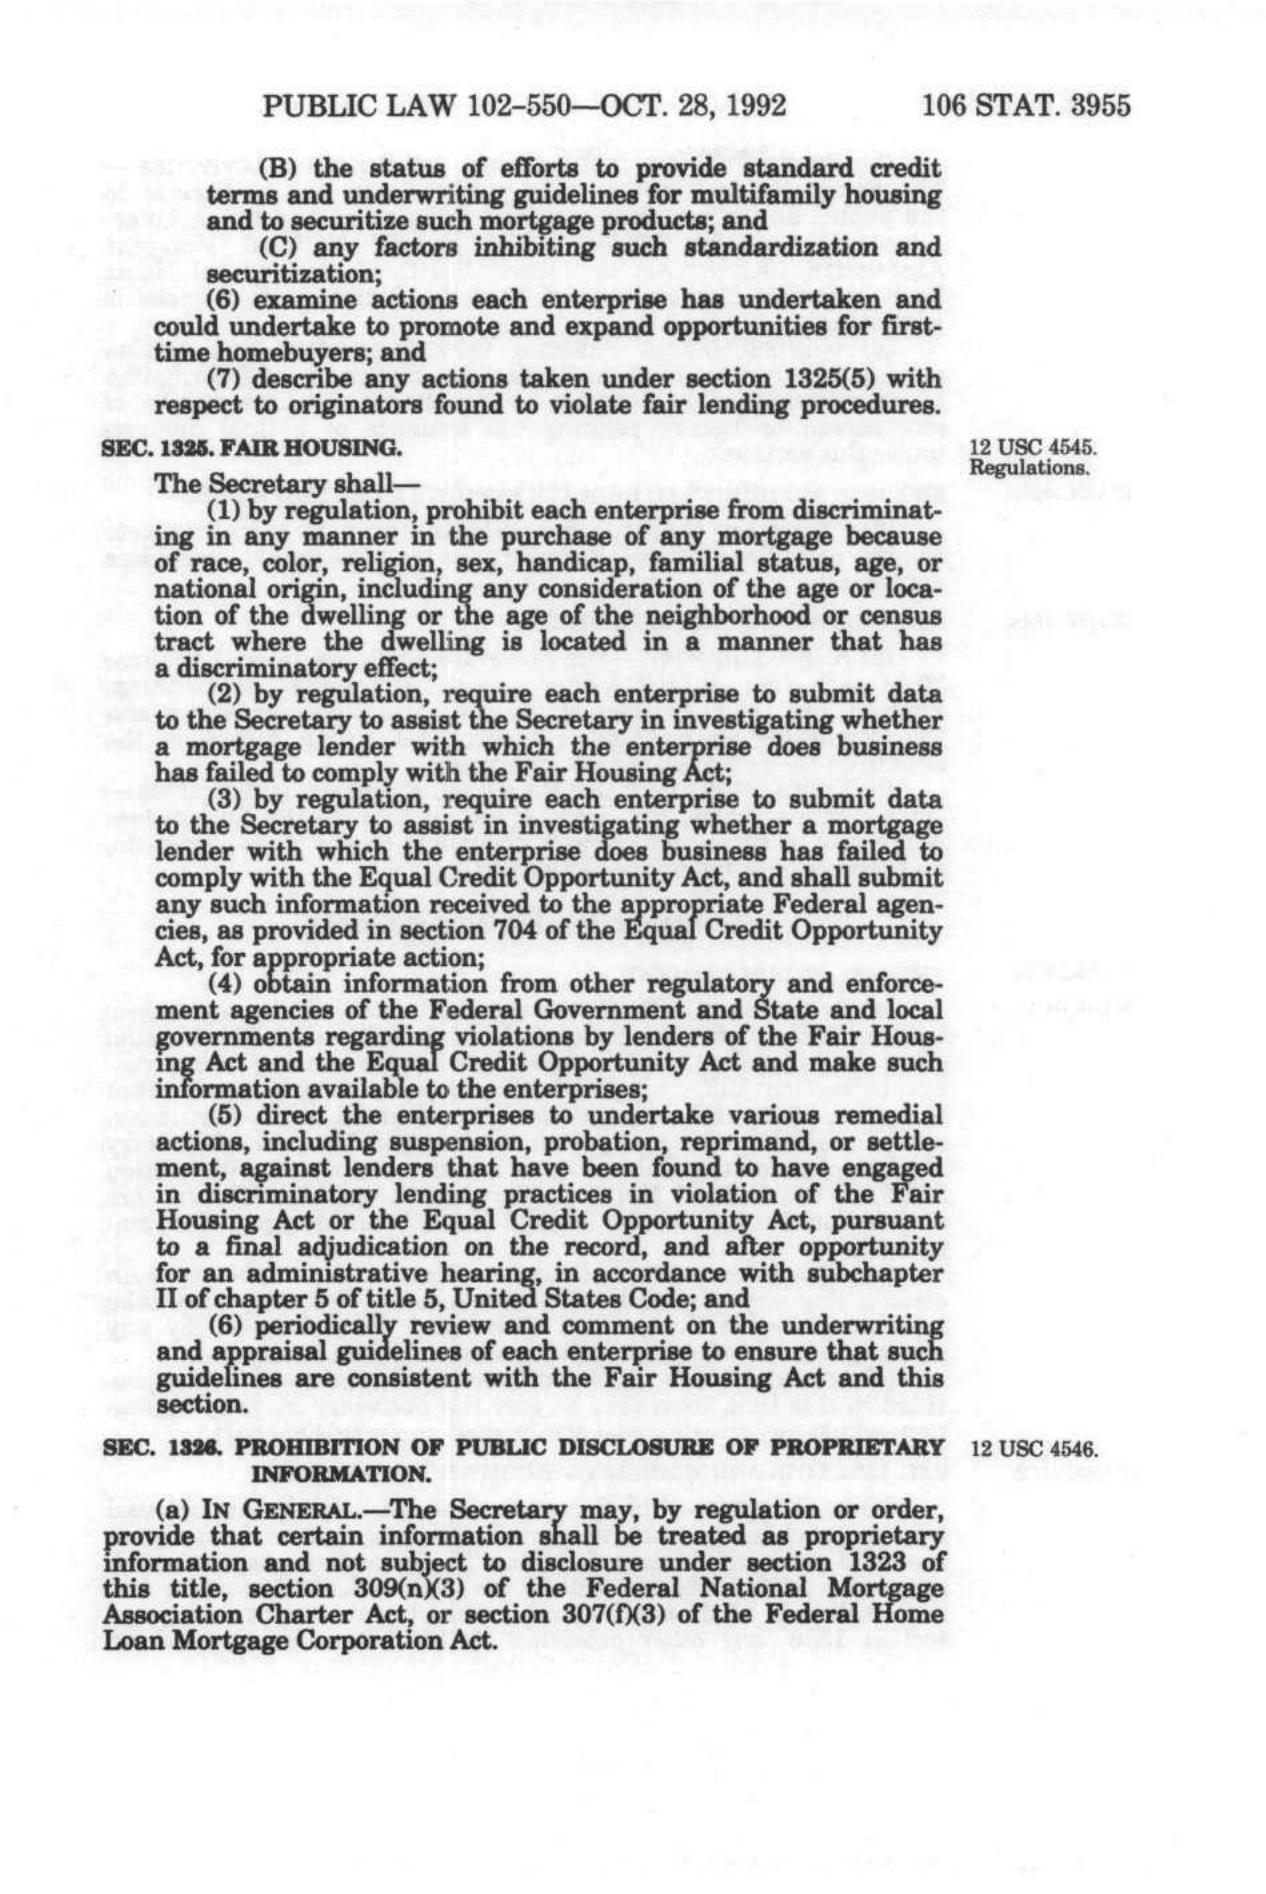 PUBLIC LAW 102-550—OCT. 28, 1992 106 STAT. 3955
(B) the status of efforts to provide standard credit
terms and underwriting guidelines for multifamily housing
and to securitize such mortgage products; and
(C) any factors inhibiting such standardization and
securitization;
(6) examine actions each enterprise has undertaken and
could undertake to promote and expand opportunities for first-
time homebuyers; and
(7) describe any actions taken under section 1325(5) with
respect to originators found to violate fair lending procedures.
SEC. 1325. FAIR HOUSING.
12 USC 4545.
Regulations.
The Secretary shall—
(1) by regulation, prohibit each enterprise from discriminat-
ing in any manner in the purchase of any mortgage because
of race, color, religion, sex, handicap, familial status, age, or
national origin, including any consideration of the age or loca-
tion of the dwelling or the age of the neighborhood or census
tract where the dwelling is located in a manner that has
a discriminatory effect;
(2) by regulation, require each enterprise to submit data
to the Secretary to assist the Secretary in investigating whether
a mortgage lender with which the enterprise does business
has failed to comply with the Fair Housing Act;
(3) by regulation, require each enterprise to submit data
to the Secretary to assist in investigating whether a mortgage
lender with which the enterprise does business has failed to
comply with the Equal Credit Opportunity Act, and shall submit
any such information received to the appropriate Federal agen-
cies, as provided in section 704 of the Equal Credit Opportunity
Act, for appropriate action;
(4) obtain information from other regulatory and enforce-
ment agencies of the Federal Government and State and local
governments regarding violations by lenders of the Fair Hous-
ing Act and the Equal Credit Opportunity Act and make such
information available to the enterprises;
(5) direct the enterprises to undertake various remedial
actions, including suspension, probation, reprimand, or settle-
ment, against lenders that have been found to have engaged
in discriminatory lending practices in violation of the Fair
Housing Act or the Equal Credit Opportunity Act, pursuant
to a final adjudication on the record, and after opportunity
for an administrative hearing, in accordance with subchapter
II of chapter 5 of title 5, United States Code; and
(6) periodically review and comment on the underwriting
and appraisal guidelines of each enterprise to ensure that such
guidelines are consistent with the Fair Housing Act and this
section.
SEC. 1326. PROHIBITION OF PUBLIC DISCLOSURE OF PROPRIETARY
INFORMATION.
12 USC 4546.
(a) IN GENERAL.—The Secretary may, by regulation or order,
provide that certain information shall be treated as proprietary
information and not subject to disclosure under section 1323 of
this title, section 309(n)(3) of the Federal National Mortgage
Association Charter Act, or section 307(f)(3) of the Federal Home
Loan Mortgage Corporation Act.